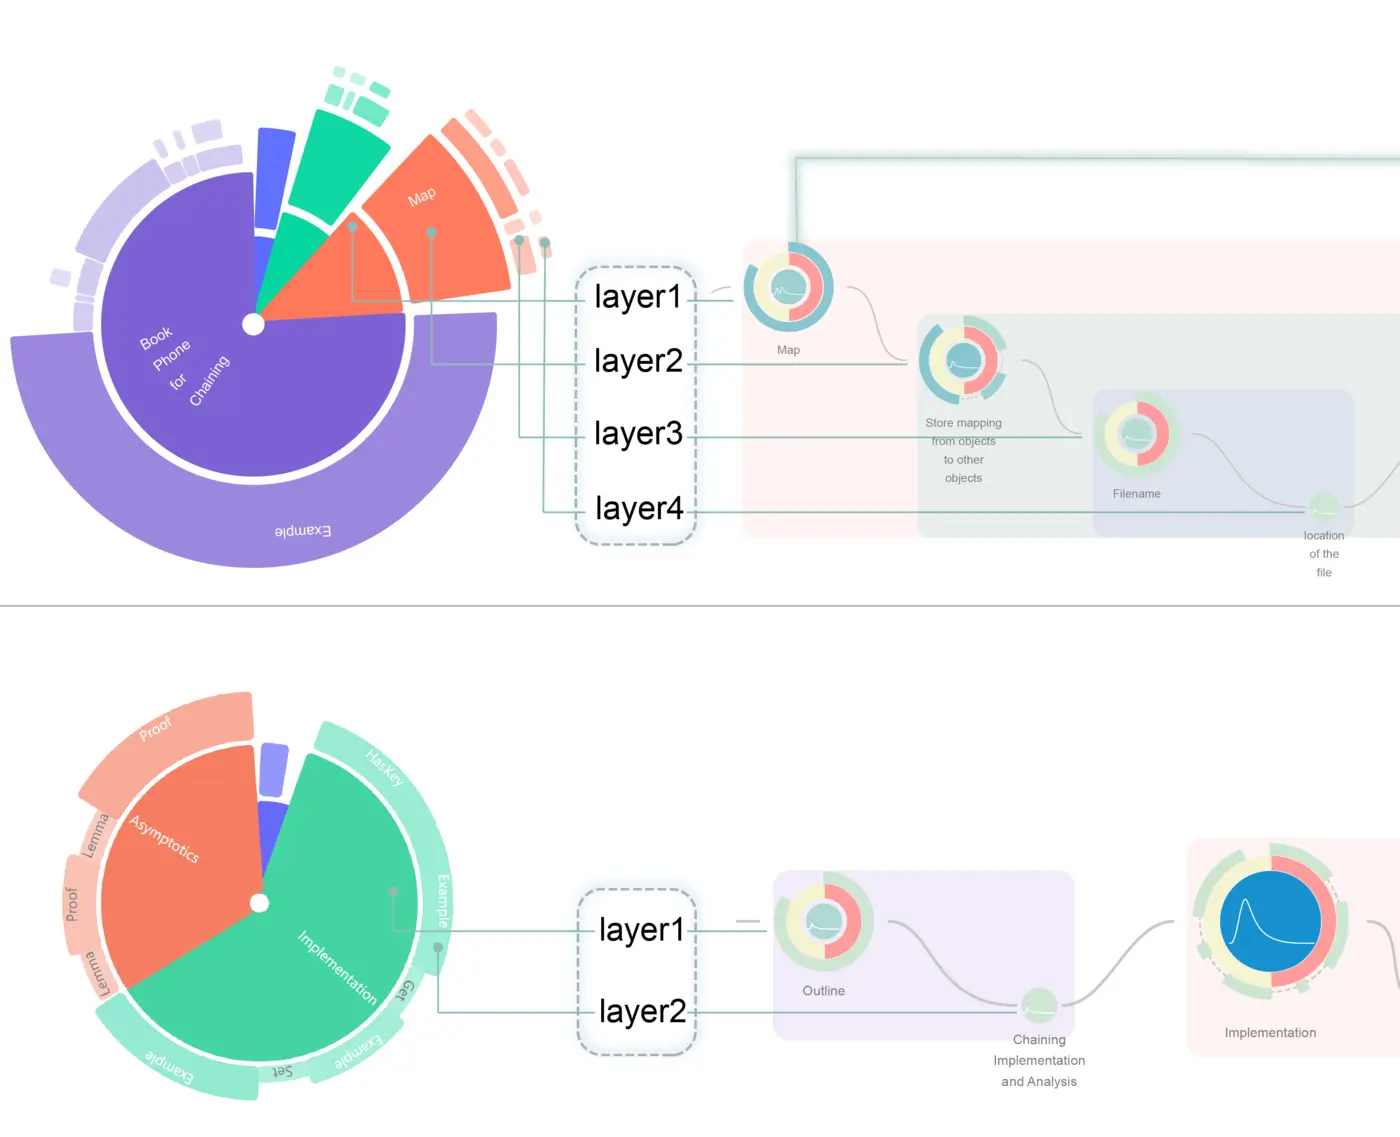 Map
Book
Phone
for
Chaining
Example
layer1
layer2
layer3
layer4
Map
Store mapping
from objects
to other
objects
Filename
location
of the
file
Proof
HasKey
Lemma
Asymptotics
Proof
Example
Implementation
Lemma
Get
Example
Set
Example
layer1
layer2
Outline
Chaining
Implementation
and Analysis
Implementation